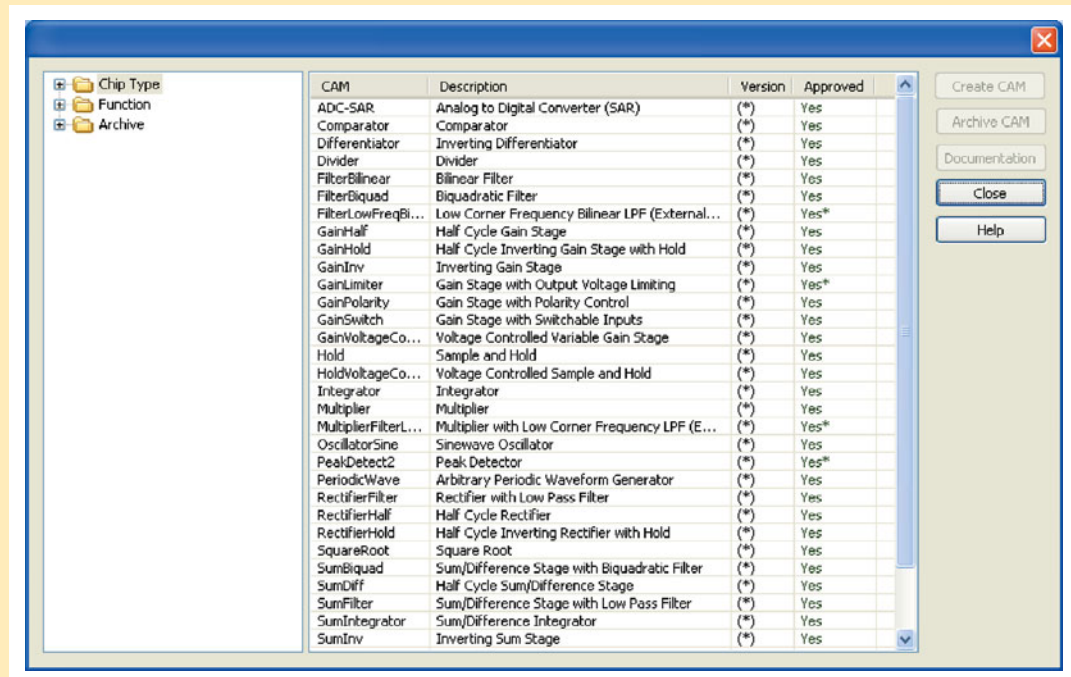 Chip Type
Function
Archive
CAM Description Version Approved
ADC-SAR Analog to Digital Converter (SAR) (*) Yes
Comparator Comparator (*) Yes
Differentiator Inverting Differentiator (*) Yes
Divider Divider (*) Yes
FilterBilinear Bilinear Filter (*) Yes
FilterBiquad Biquadratic Filter (*) Yes
FilterLowFreqBi... Low Corner Frequency Bilinear LPF (External... (*) Yes*
GainHalf Half Cycle Gain Stage (*) Yes
GainHold Half Cycle Inverting Gain Stage with Hold (*) Yes
GainInv Inverting Gain Stage (*) Yes
GainLimiter Gain Stage with Output Voltage Limiting (*) Yes*
GainPolarity Gain Stage with Polarity Control (*) Yes
GainSwitch Gain Stage with Switchable Inputs (*) Yes
GainVoltageCo... Voltage Controlled Variable Gain Stage (*) Yes
Hold Sample and Hold (*) Yes
HoldVoltageCo... Voltage Controlled Sample and Hold (*) Yes
Integrator Integrator (*) Yes
Multiplier Multiplier (*) Yes
MultiplierFilterL... Multiplier with Low Corner Frequency LPF (E... (*) Yes*
OscillatorSine Sinewave Oscillator (*) Yes
PeakDetect2 Peak Detector (*) Yes*
PeriodicWave Arbitrary Periodic Waveform Generator (*) Yes
RectifierFilter Rectifier with Low Pass Filter (*) Yes
RectifierHalf Half Cycle Rectifier (*) Yes
RectifierHold Half Cycle Inverting Rectifier with Hold (*) Yes
SquareRoot Square Root (*) Yes
SumBiquad Sum/Difference Stage with Biquadratic Filter (*) Yes
SumDiff Half Cycle Sum/Difference Stage (*) Yes
SumFilter Sum/Difference Stage with Low Pass Filter (*) Yes
SumIntegrator Sum/Difference Integrator (*) Yes
SumInv Inverting Sum Stage (*) Yes
Create CAM
Archive CAM
Documentation
Close
Help